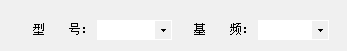 型　号：　基　频：